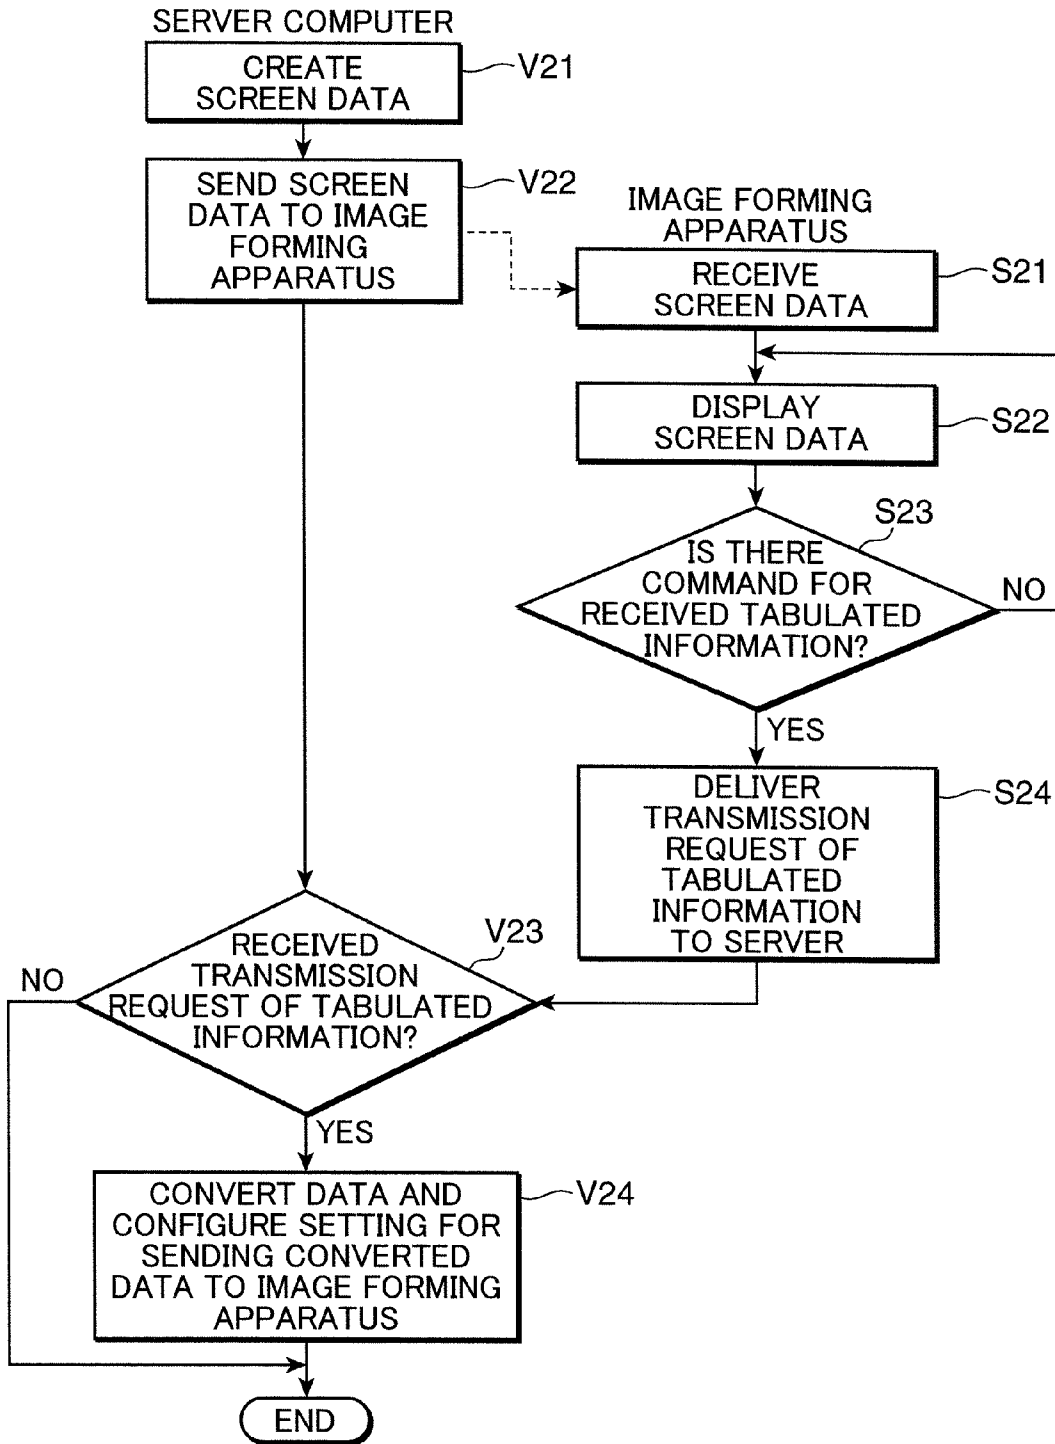 SERVER COMPUTER
CREATE
SCREEN DATA
V21
SEND SCREEN
DATA TO IMAGE
FORMING
APPARATUS
V22
IMAGE FORMING
APPARATUS
RECEIVE
SCREEN DATA
S21
DISPLAY
SCREEN DATA
S22
S23
IS THERE
COMMAND FOR
RECEIVED TABULATED
INFORMATION?
NO
YES
DELIVER
TRANSMISSION
REQUEST OF
TABULATED
INFORMATION
TO SERVER
S24
V23
RECEIVED
TRANSMISSION
REQUEST OF TABULATED
INFORMATION?
NO
YES
CONVERT DATA AND
CONFIGURE SETTING FOR
SENDING CONVERTED
DATA TO IMAGE FORMING
APPARATUS
V24
END